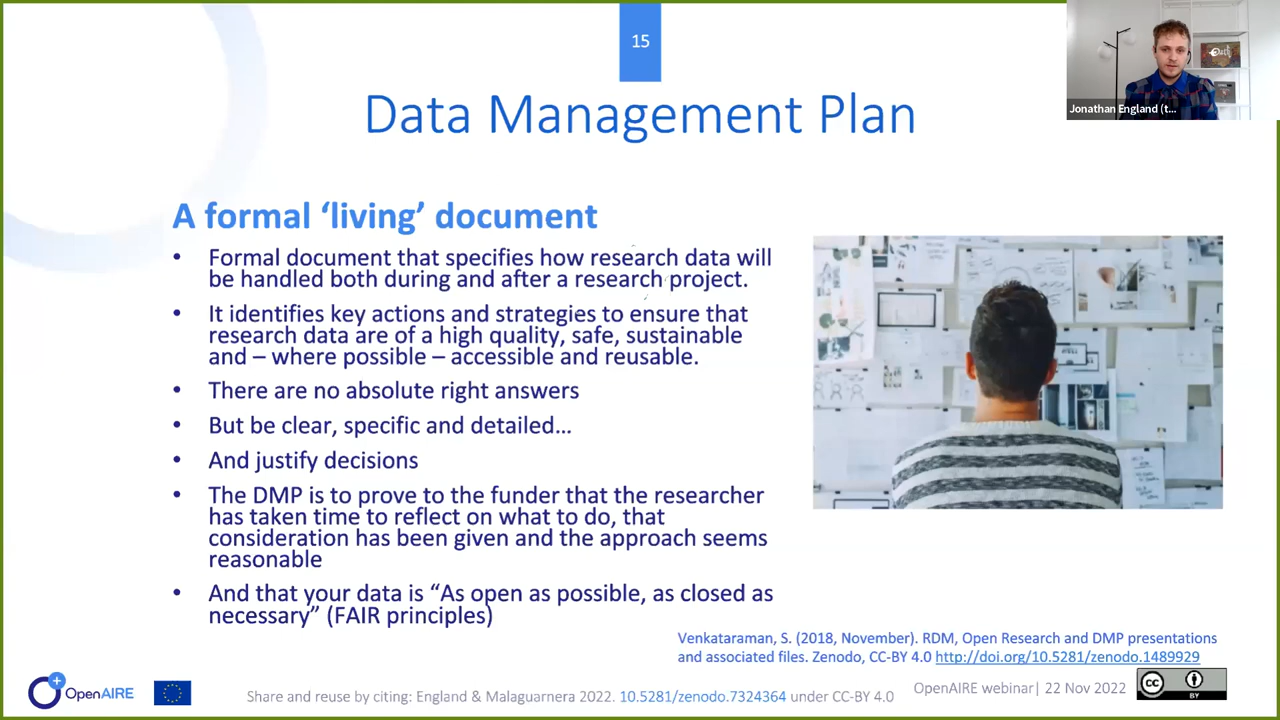 15
Data Management Plan
Jonathan England (t...
A formal ‘living’ document
• Formal document that specifies how research data will
be handled both during and after a research project.
• It identifies key actions and strategies to ensure that
research data are of a high quality, safe, sustainable
and – where possible – accessible and reusable.
• There are no absolute right answers
• But be clear, specific and detailed…
• And justify decisions
• The DMP is to prove to the funder that the researcher
has taken time to reflect on what to do, that
consideration has been given and the approach seems
reasonable
• And that your data is “As open as possible, as closed as
necessary” (FAIR principles)
Venkataraman, S. (2018, November). RDM, Open Research and DMP presentations
and associated files. Zenodo, CC-BY 4.0 http://doi.org/10.5281/zenodo.1489929
OpenAIRE
Share and reuse by citing: England & Malaguarnera 2022. 10.5281/zenodo.7324364 under CC-BY 4.0
OpenAIRE webinar| 22 Nov 2022
cc
BY